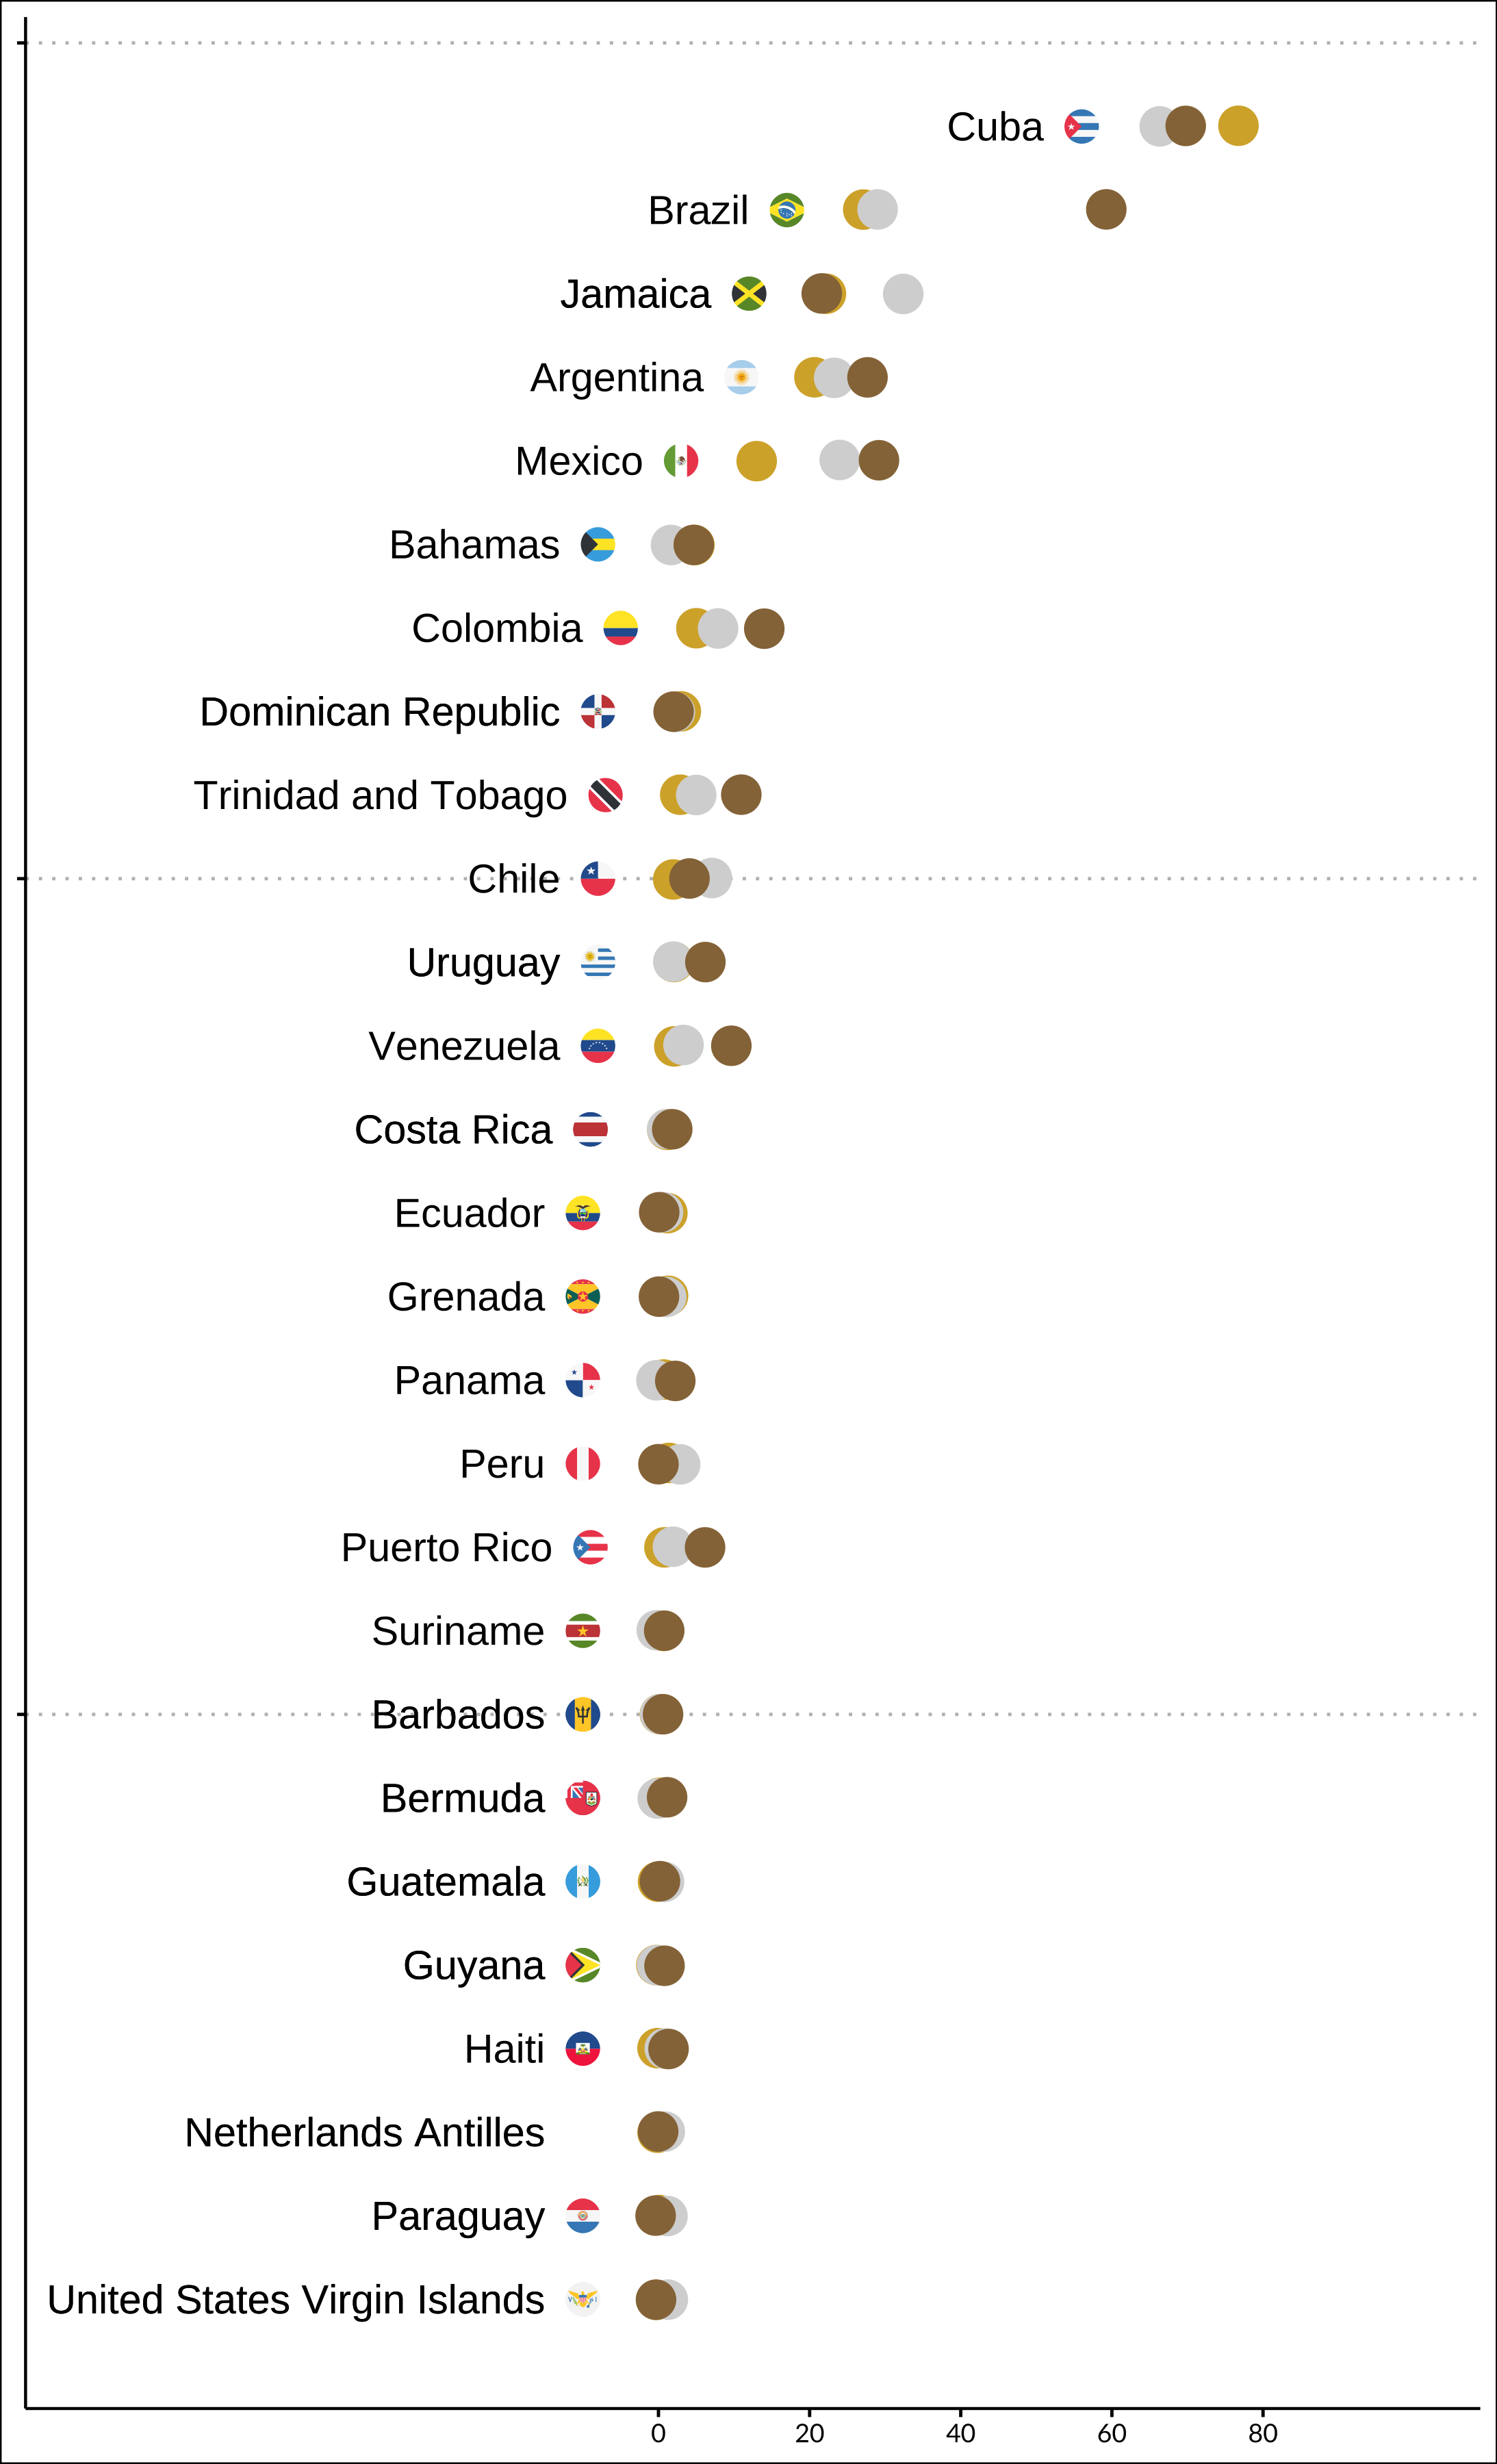 Cuba
Brazil
Jamaica
Argentina
Mexico
Bahamas
Colombia
Dominican Republic
Trinidad and Tobago
Chile
Uruguay
Venezuela
Costa Rica
Ecuador
Grenada
Panama
Peru
Puerto Rico
Suriname
Barbados
Bermuda
Guatemala
Guyana
Haiti
Netherlands Antilles
Paraguay
United States Virgin Islands
0 20 40 60 80